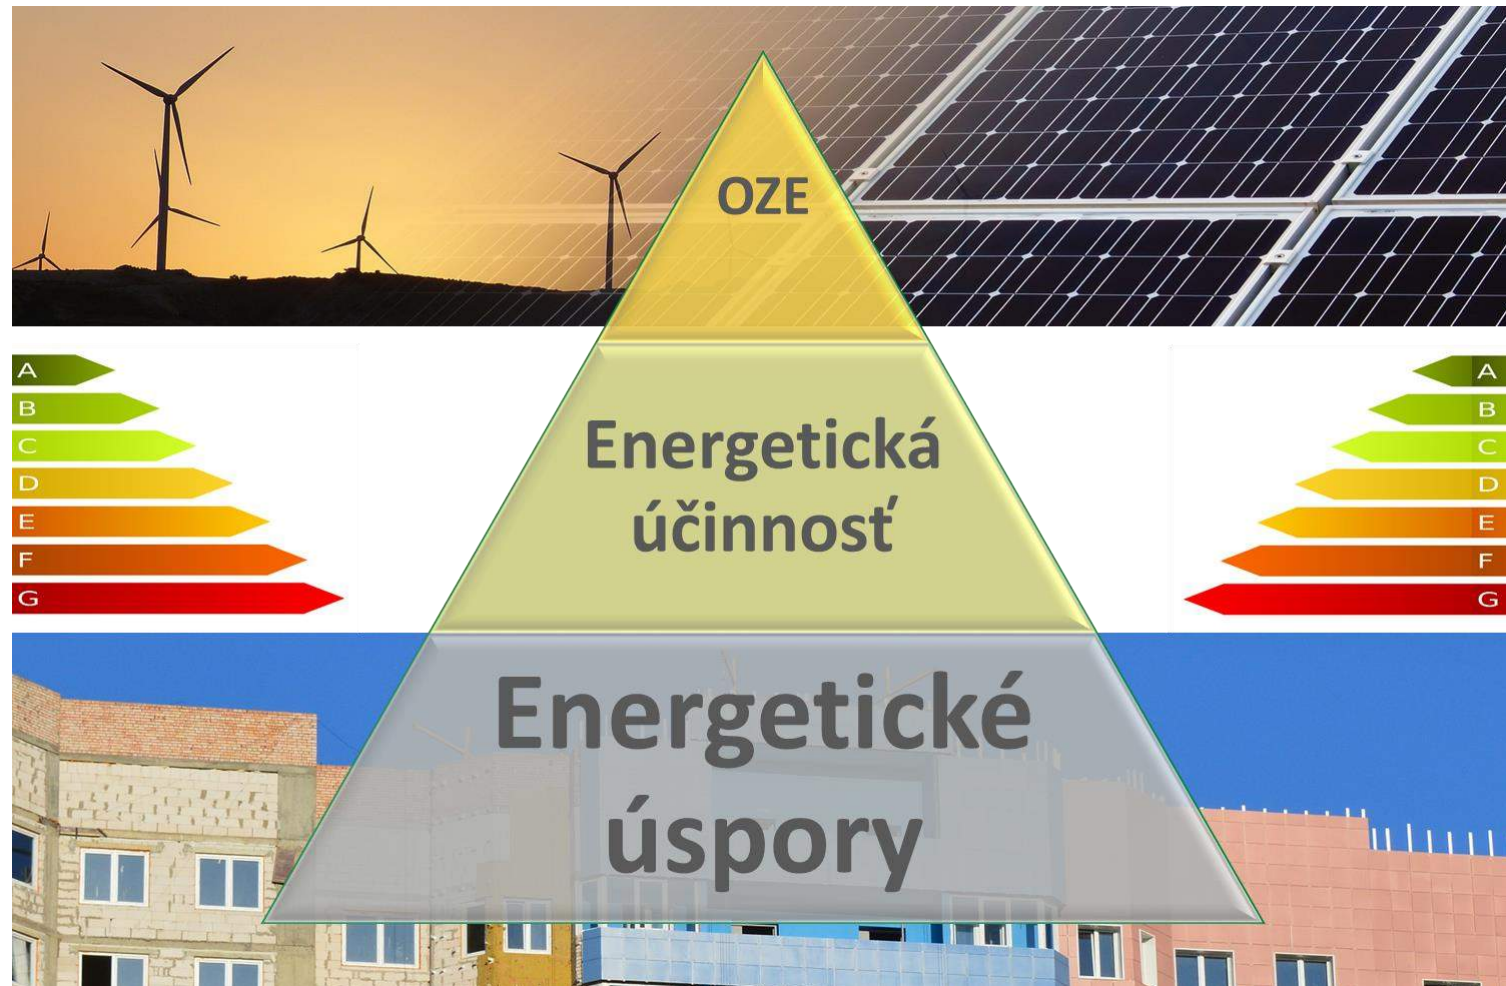 OZE
A
B
C
D
E
F
G
Energetická
účinnosť
A
B
C
D
E
F
G
Energetické
úspory